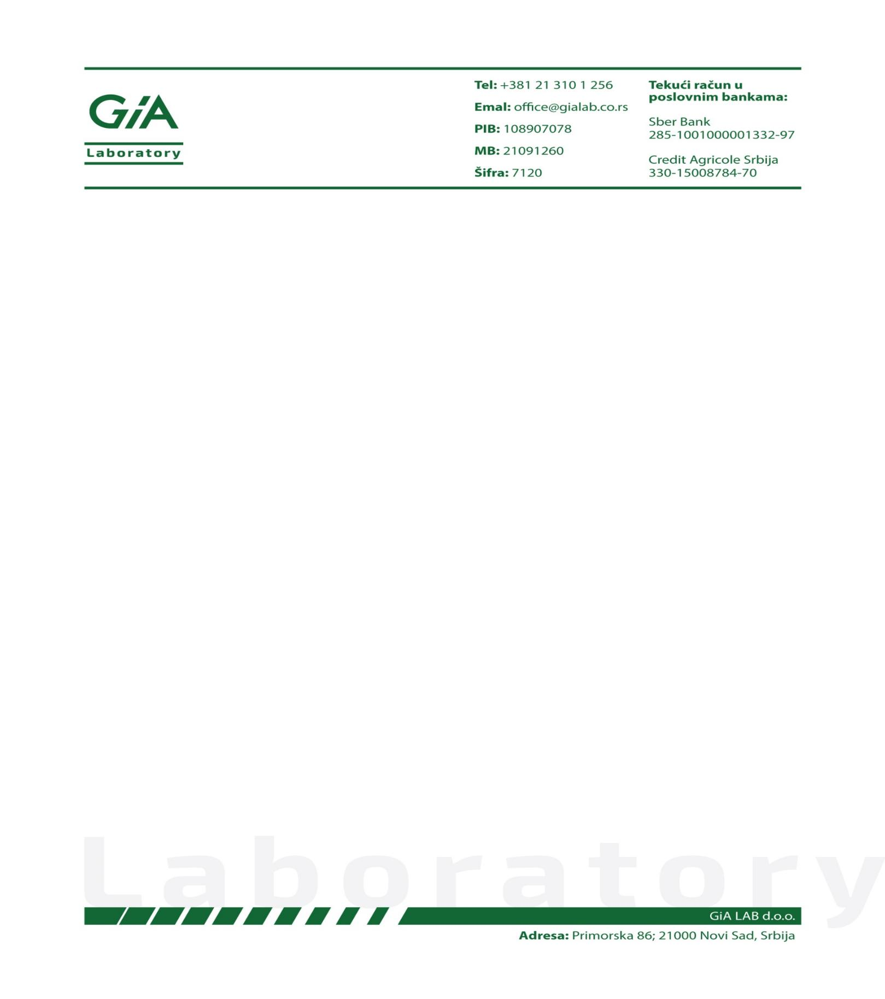 GiA
Laboratory
Tel: +381 21 310 1 256
Emal: office@gialab.co.rs
PIB: 108907078
MB: 21091260
Šifra: 7120
Tekući račun u
poslovnim bankama:
Sber Bank
285-1001000001332-97
Credit Agricole Srbija
330-15008784-70
Laboratory
GiA LAB d.o.o.
Adresa: Primorska 86; 21000 Novi Sad, Srbija